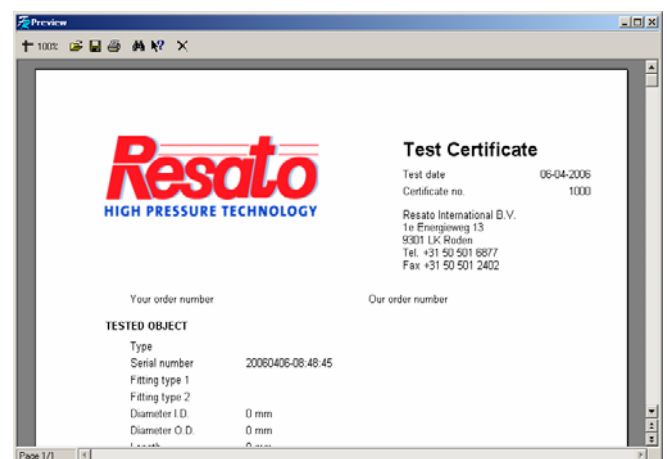 Preview
100%
Resato
HIGH PRESSURE TECHNOLOGY
Test Certificate
Test date 06-04-2006
Certificate no. 1000
Resato International B.V.
1e Energieweg 13
9301 LK Roden
Tel. +31 50 501 6877
Fax +31 50 501 2402
Your order number Our order number
TESTED OBJECT
Type
Serial number 20060406-08:48:45
Fitting type 1
Fitting type 2
Diameter I.D. 0 mm
Diameter O.D. 0 mm
Length 0 mm
Page 1/1